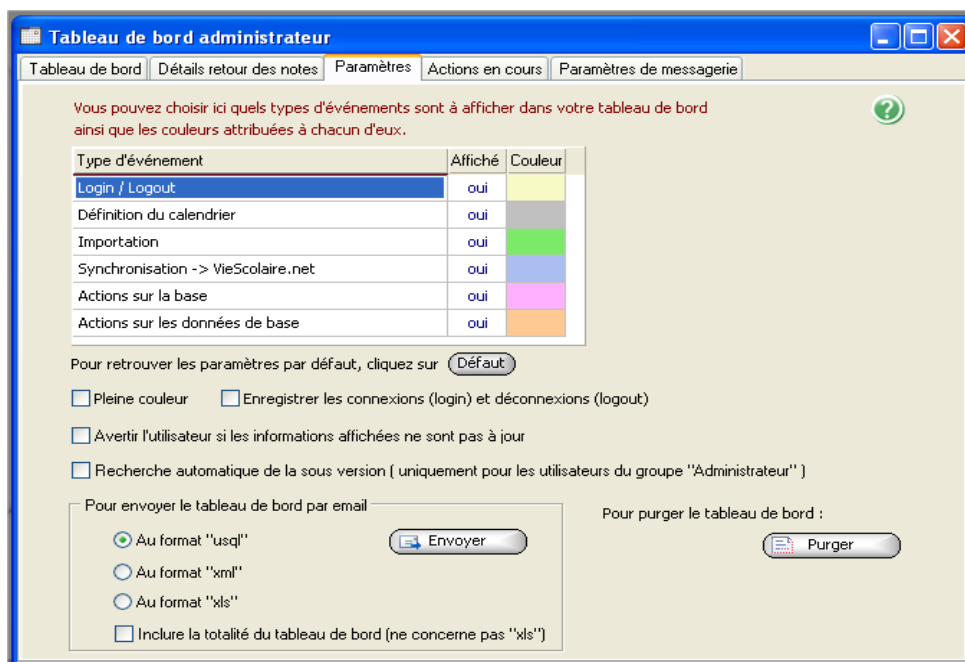 Tableau de bord administrateur
Tableau de bord Détails retour des notes Paramètres Actions en cours Paramètres de messagerie
Vous pouvez choisir ici quels types d'événements sont à afficher dans votre tableau de bord
ainsi que les couleurs attribuées à chacun d'eux.
Type d'événement Affiché Couleur
Login / Logout oui
Définition du calendrier oui
Importation oui
Synchronisation -> VieScolaire.net oui
Actions sur la base oui
Actions sur les données de base oui
Pour retrouver les paramètres par défaut, cliquez sur Défaut
Pleine couleur Enregistrer les connexions (login) et déconnexions (logout)
Avertir l'utilisateur si les informations affichées ne sont pas à jour
Recherche automatique de la sous version ( uniquement pour les utilisateurs du groupe "Administrateur" )
Pour envoyer le tableau de bord par email
Pour purger le tableau de bord :
Au format "usql" Envoyer
Purger
Au format "xml"
Au format "xls"
Inclure la totalité du tableau de bord (ne concerne pas "xls")